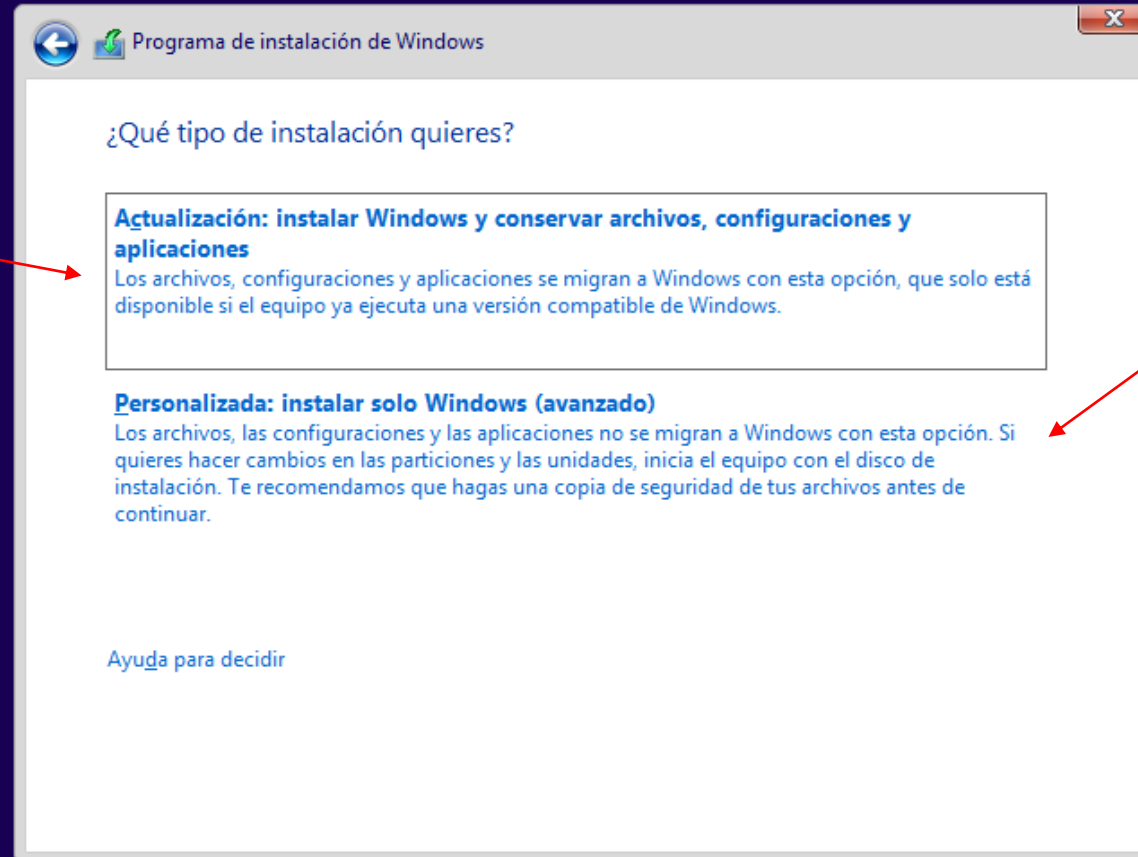 Programa de instalación de Windows
¿Qué tipo de instalación quieres?
Actualización: instalar Windows y conservar archivos, configuraciones y
aplicaciones
Los archivos, configuraciones y aplicaciones se migran a Windows con esta opción, que solo está
disponible si el equipo ya ejecuta una versión compatible de Windows.
Personalizada: instalar solo Windows (avanzado)
Los archivos, las configuraciones y las aplicaciones no se migran a Windows con esta opción. Si
quieres hacer cambios en las particiones y las unidades, inicia el equipo con el disco de
instalación. Te recomendamos que hagas una copia de seguridad de tus archivos antes de
continuar.
Ayuda para decidir